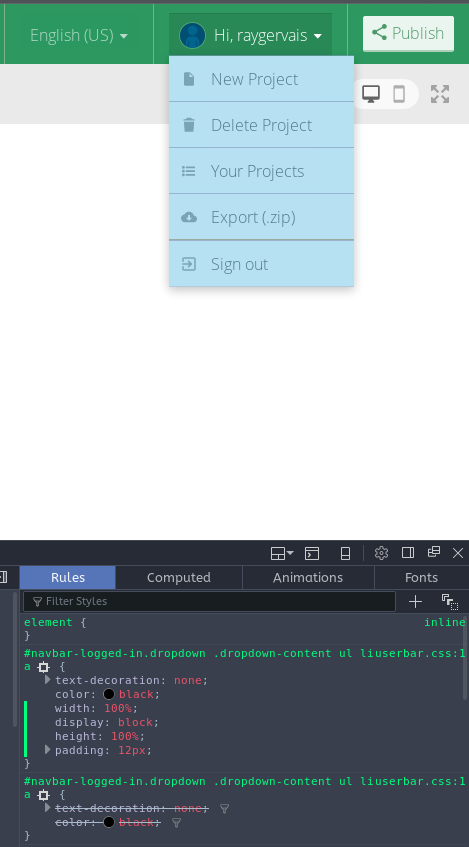 English (US) Hi, raygervais Publish
New Project
Delete Project
Your Projects
Export (.zip)
Sign out
Rules Computed Animations Fonts
Filter Styles
element { inline
}
#navbar-logged-in.dropdown .dropdown-content ul liuserbar.css:1
a {
text-decoration: none;
color: black;
width: 100%;
display: block;
height: 100%;
padding: 12px;
}
#navbar-logged-in.dropdown .dropdown-content ul liuserbar.css:1
a {
text-decoration: none;
color: black;
}